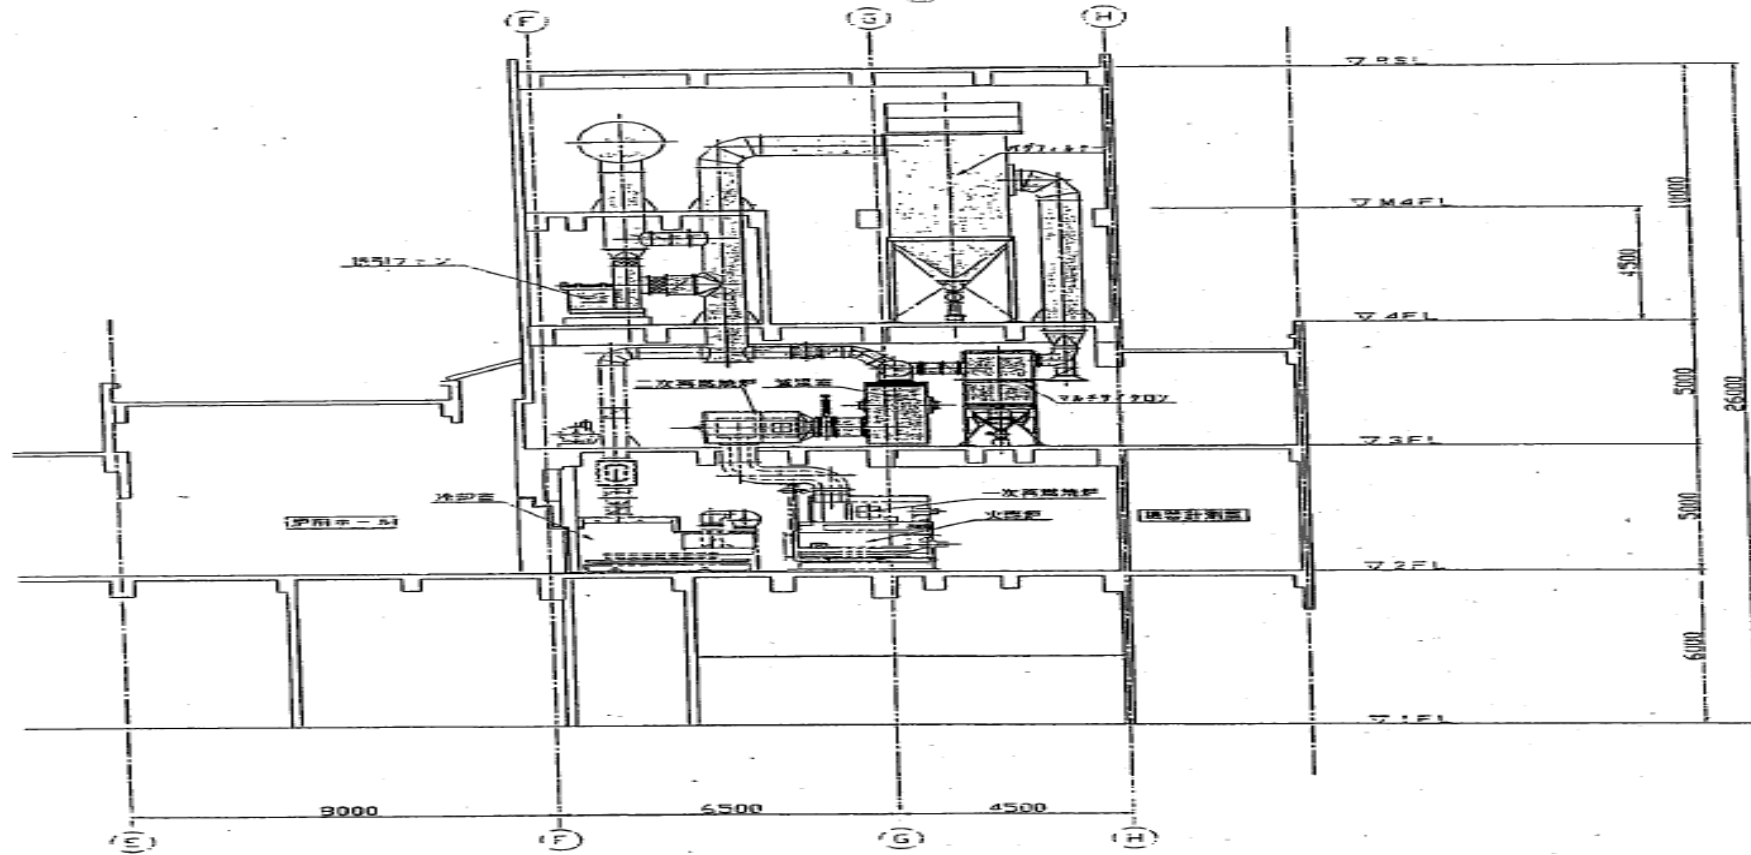 F
G
H
▽RSL
バグフィルター
10000
▽M4FL
誘引ファン
4500
▽4FL
二次再燃焼炉
減温室
マルチサイクロン
5000
26000
▽3FL
冷却室
一次再燃焼炉
火葬炉
炉前ホール
5000
▽2FL
6000
▽1FL
6500
4500
E
F
G
H